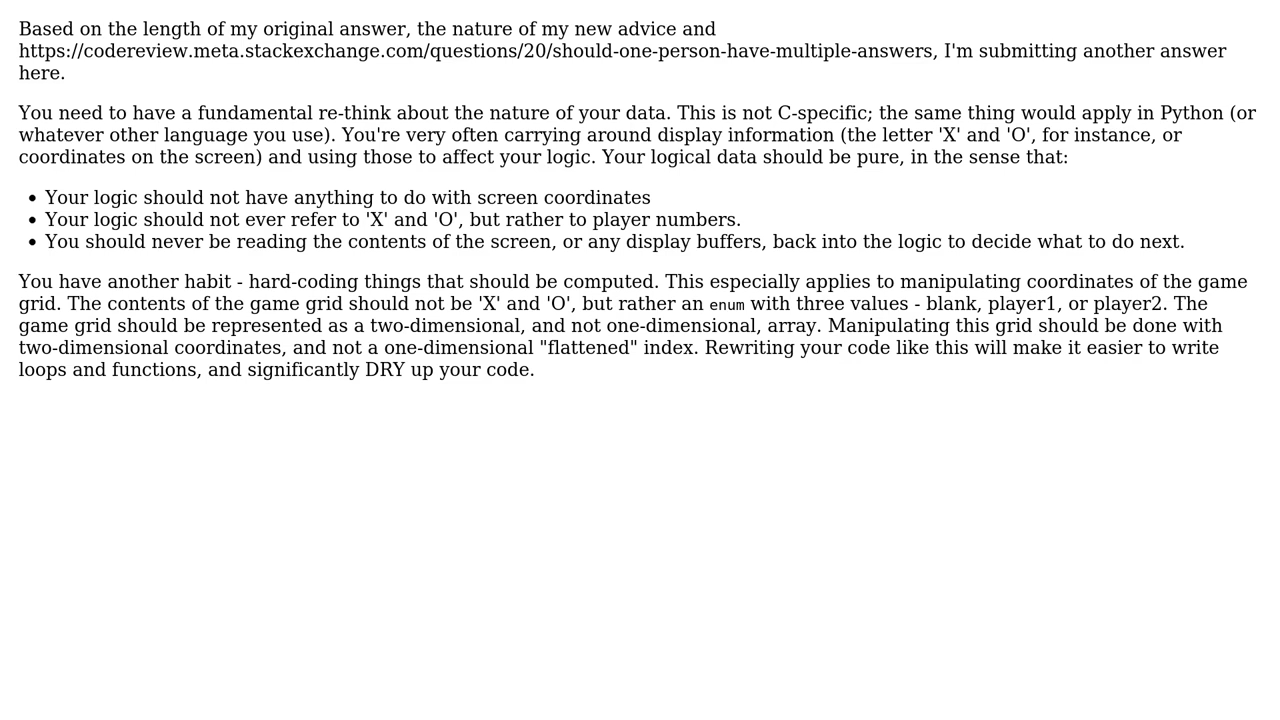 Based on the length of my original answer, the nature of my new advice and
https://codereview.meta.stackexchange.com/questions/20/should-one-person-have-multiple-answers, I'm submitting another answer
here.
You need to have a fundamental re-think about the nature of your data. This is not C-specific; the same thing would apply in Python (or
whatever other language you use). You're very often carrying around display information (the letter 'X' and 'O', for instance, or
coordinates on the screen) and using those to affect your logic. Your logical data should be pure, in the sense that:
• Your logic should not have anything to do with screen coordinates
• Your logic should not ever refer to 'X' and 'O', but rather to player numbers.
• You should never be reading the contents of the screen, or any display buffers, back into the logic to decide what to do next.
You have another habit - hard-coding things that should be computed. This especially applies to manipulating coordinates of the game
grid. The contents of the game grid should not be 'X' and 'O', but rather an enum with three values - blank, player1, or player2. The
game grid should be represented as a two-dimensional, and not one-dimensional, array. Manipulating this grid should be done with
two-dimensional coordinates, and not a one-dimensional "flattened" index. Rewriting your code like this will make it easier to write
loops and functions, and significantly DRY up your code.